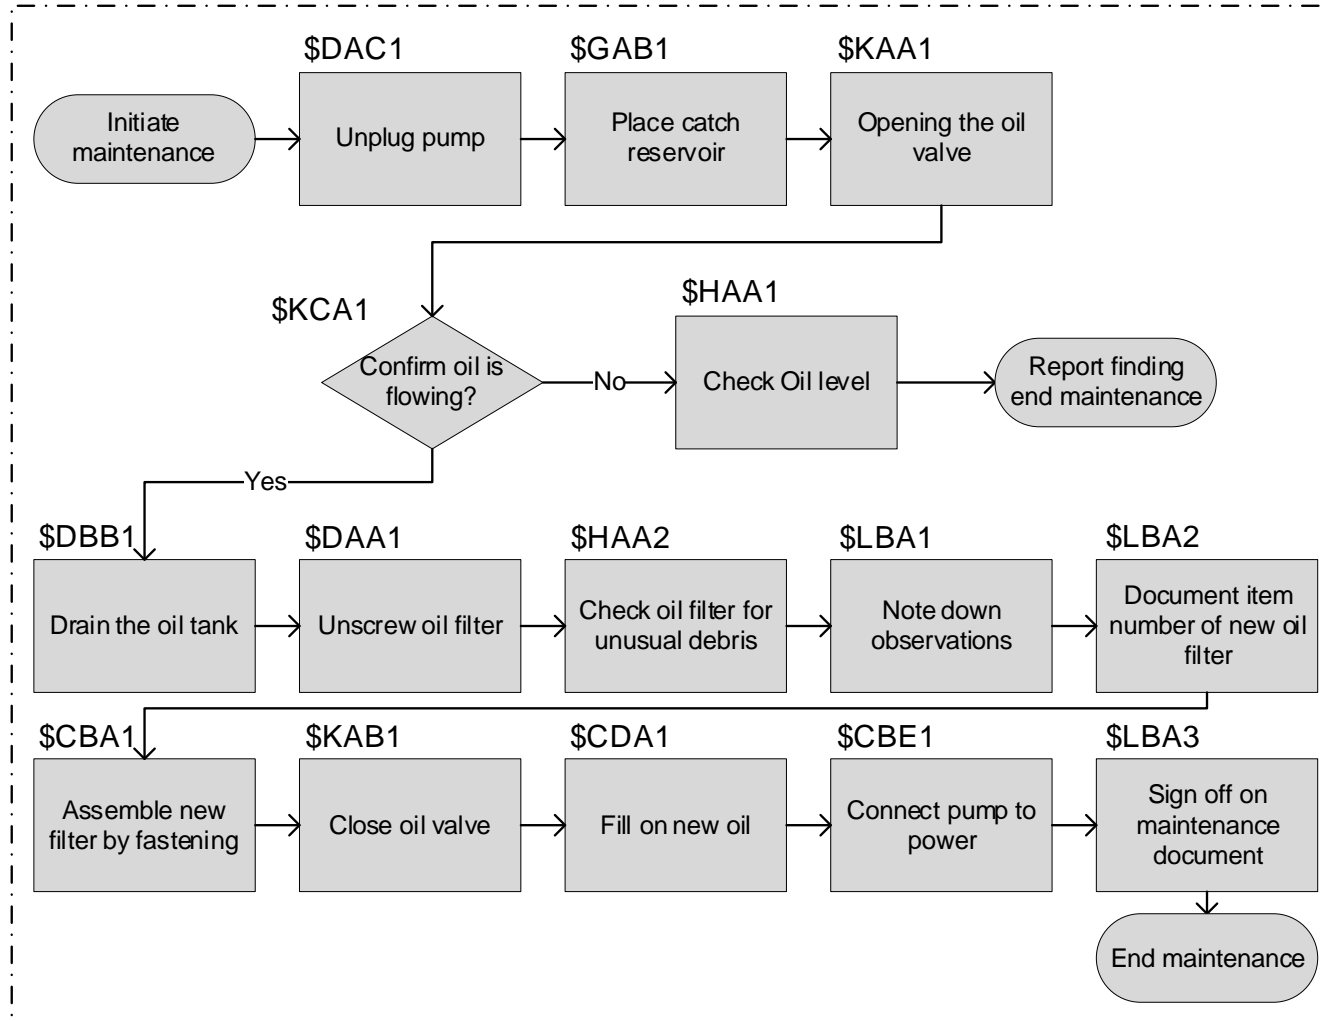 $DAC1
$GAB1
$KAA1
Initiate
maintenance
Unplug pump
Place catch
reservoir
Opening the oil
valve
$KCA1
$HAA1
Confirm oil is
flowing?
No
Check Oil level
Report finding
end maintenance
Yes
$DBB1
$DAA1
$HAA2
$LBA1
$LBA2
Drain the oil tank
Unscrew oil filter
Check oil filter for
unusual debris
Note down
observations
Document item
number of new oil
filter
$CBA1
$KAB1
$CDA1
$CBE1
$LBA3
Assemble new
filter by fastening
Close oil valve
Fill on new oil
Connect pump to
power
Sign off on
maintenance
document
End maintenance